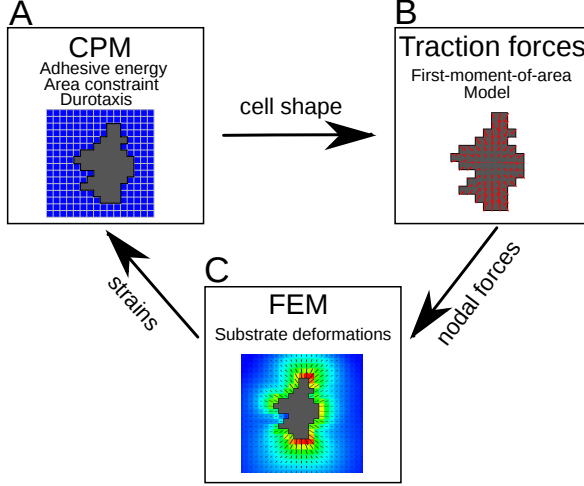 A
CPM
Adhesive energy
Area constraint
Durotaxis
cell shape
B
Traction forces
First-moment-of-area
Model
nodal forces
C
FEM
Substrate deformations
strains